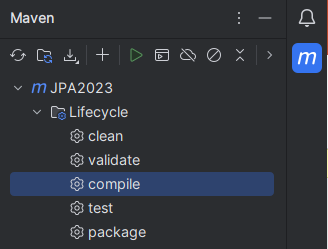 Maven
m JPA2023
Lifecycle
clean
validate
compile
test
package
m